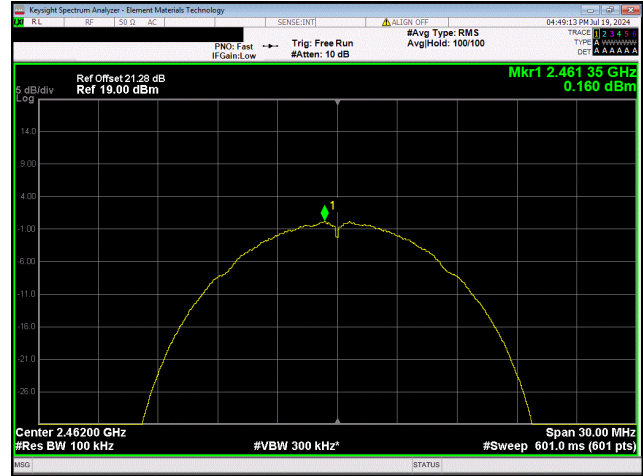 Keysight Spectrum Analyzer - Element Materials Technology
RL RF 50 Ω AC SENSE:INT ALIGN OFF 04:49:13 PM Jul 19, 2024
#Avg Type: RMS TRACE 1 2 3 4 5 6
PNO: Fast Trig: Free Run Avg|Hold: 100/100 TYPE A WWWWW
IFGain:Low #Atten: 10 dB DET A A A A A A
Mkr1 2.461 35 GHz
Ref Offset 21.28 dB
5 dB/div Ref 19.00 dBm 0.160 dBm
Log
14.0
9.00
1
4.00
-1.00
-6.00
-11.0
-16.0
-21.0
-26.0
Center 2.46200 GHz Span 30.00 MHz
#Res BW 100 kHz #VBW 300 kHz* #Sweep 601.0 ms (601 pts)
MSG STATUS